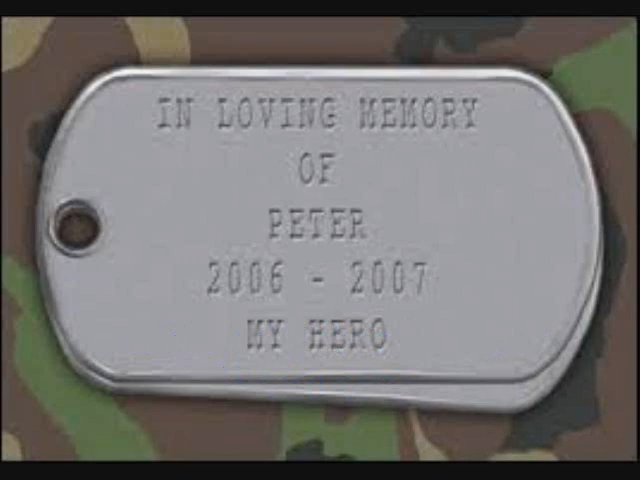 IN LOVING MEMORY
OF
PETER
2006 - 2007
MY HERO